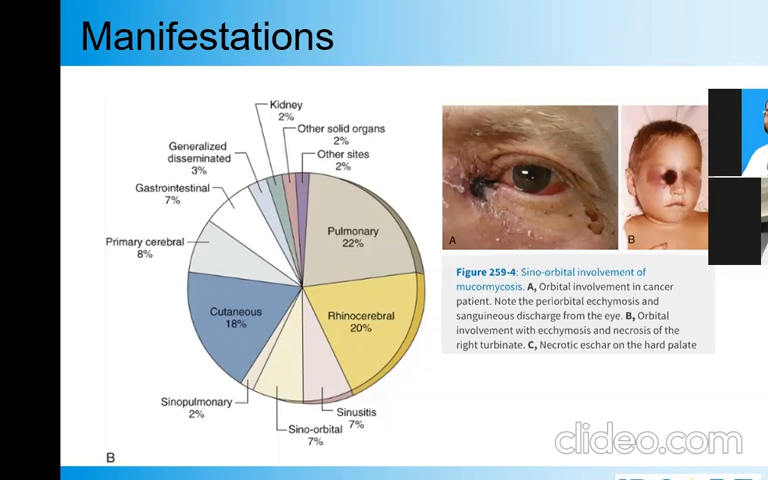 Manifestations
Kidney
2%
Other solid organs
2%
Generalized
disseminated
3%
Other sites
2%
Gastrointestinal
7%
Pulmonary
22%
Primary cerebral
8%
Cutaneous
18%
Rhinocerebral
20%
Sinopulmonary
2%
Sinusitis
7%
Sino-orbital
7%
B
A
B
Figure 259-4: Sino-orbital involvement of
mucormycosis. A, Orbital involvement in cancer
patient. Note the periorbital ecchymosis and
sanguineous discharge from the eye. B, Orbital
involvement with ecchymosis and necrosis of the
right turbinate. C, Necrotic eschar on the hard palate
clideo.com